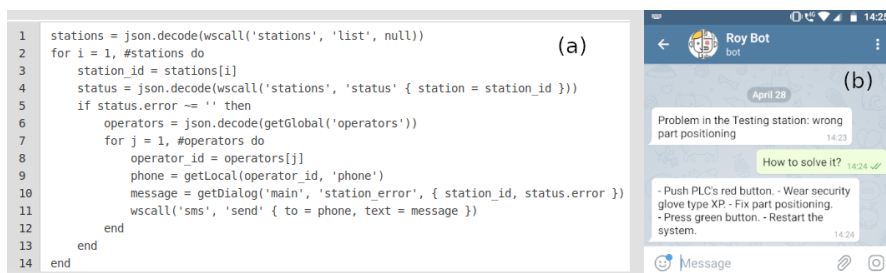 1 stations = json.decode(wscall('stations', 'list', null))
2 for i = 1, #stations do
3 station_id = stations[i]
4 status = json.decode(wscall('stations', 'status' { station = station_id }))
5 if status.error ~= '' then
6 operators = json.decode(getGlobal('operators'))
7 for j = 1, #operators do
8 operator_id = operators[j]
9 phone = getLocal(operator_id, 'phone')
10 message = getDialog('main', 'station_error', { station_id, status.error })
11 wscall('sms', 'send' { to = phone, text = message })
12 end
13 end
14 end
(a)
14:25
Roy Bot
bot
(b)
April 28
Problem in the Testing station: wrong
part positioning
14:23
How to solve it? 14:24
- Push PLC's red button. - Wear security
glove type XP. - Fix part positioning.
- Press green button. - Restart the
system.
14:24
Message